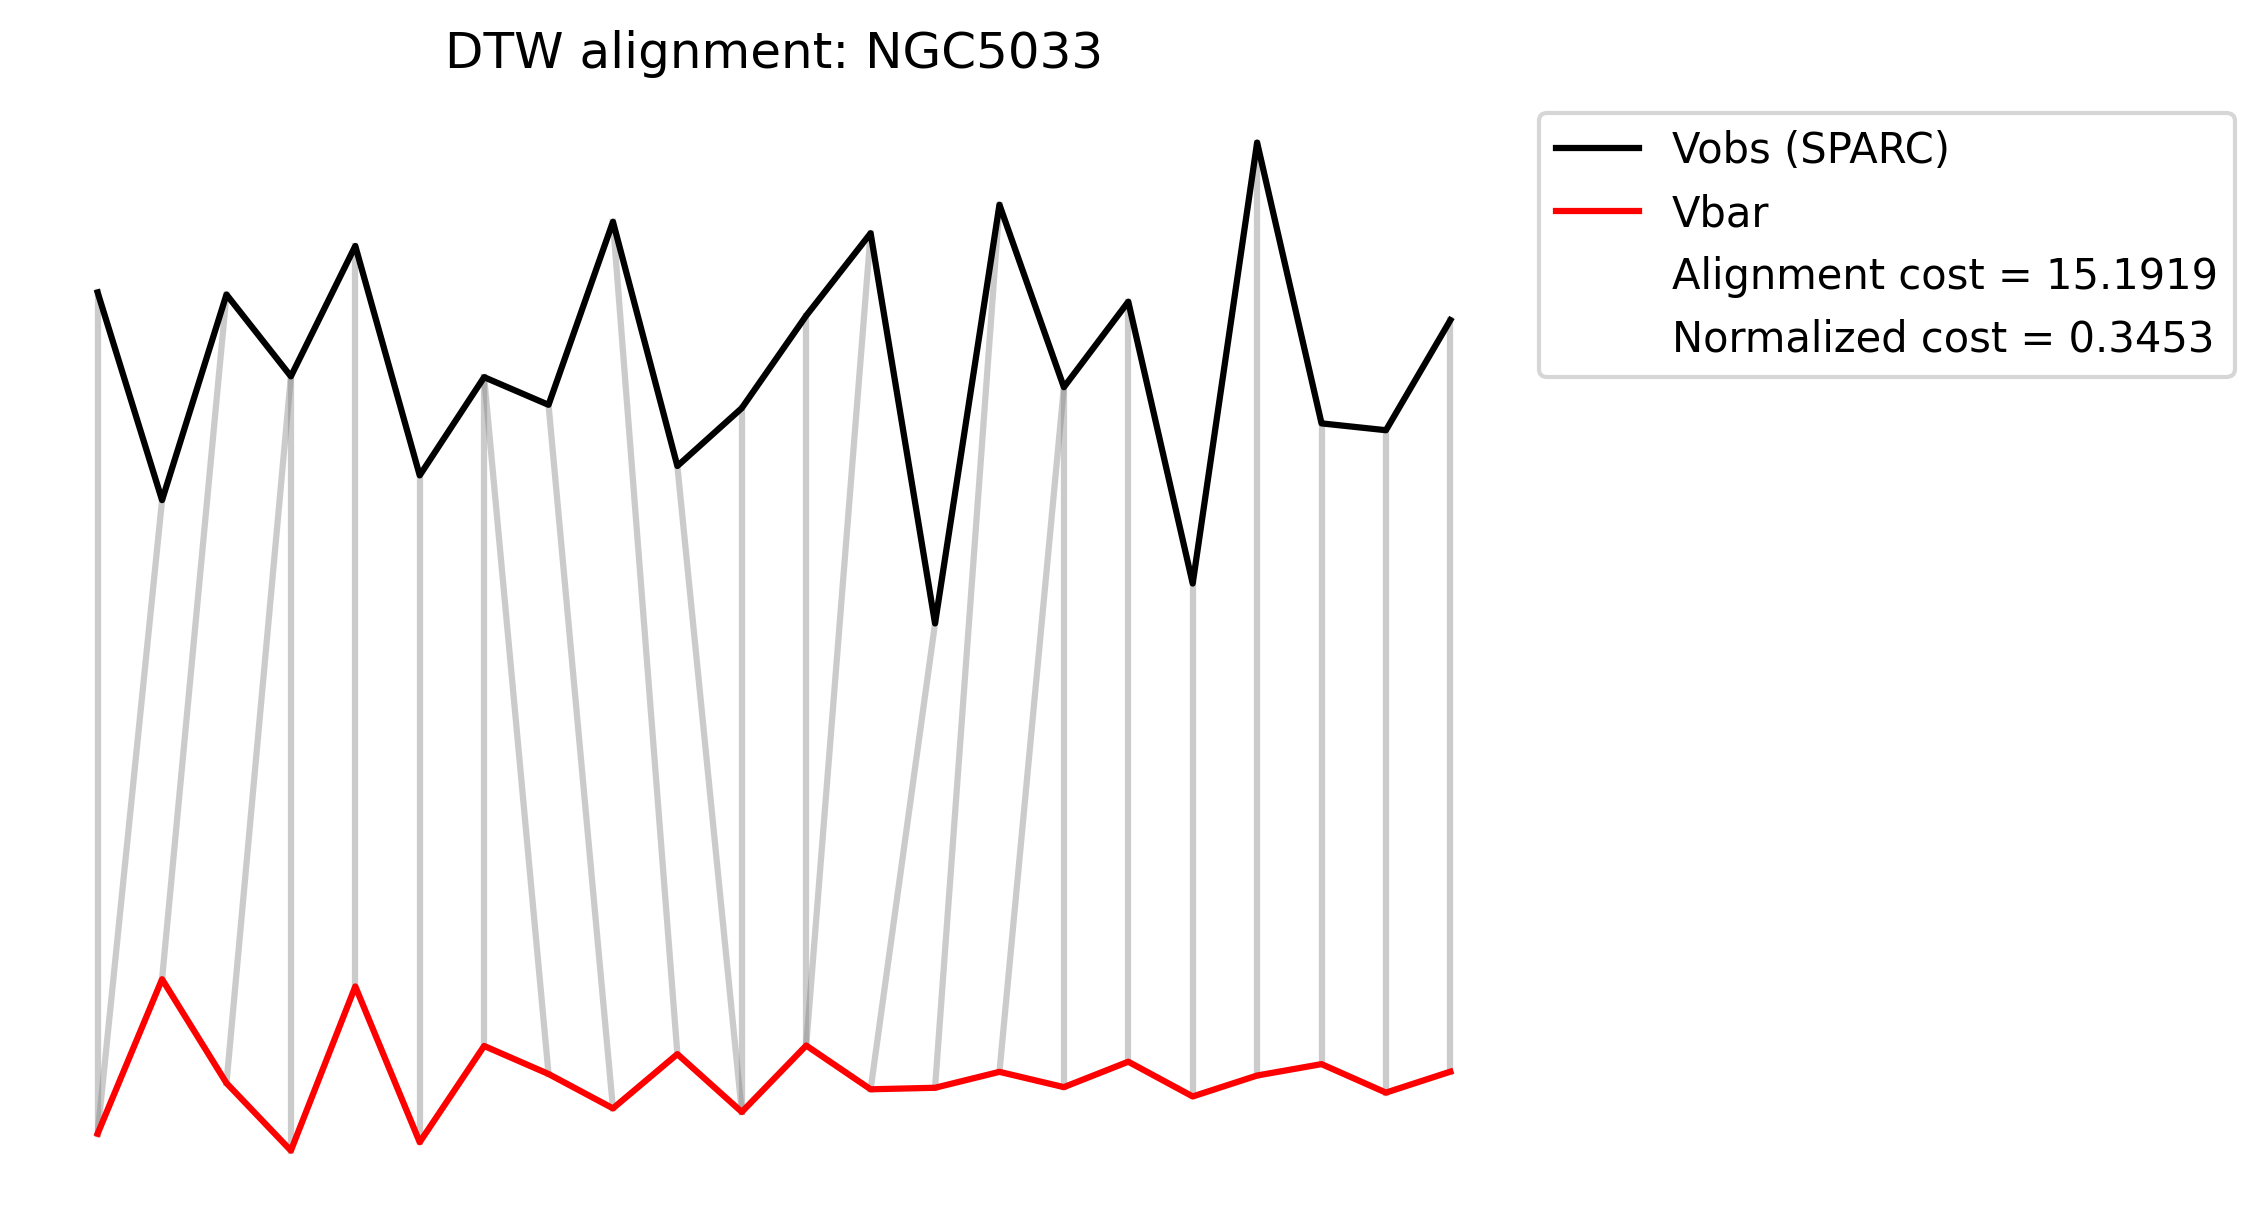 DTW alignment: NGC5033
Vobs (SPARC)
Vbar
Alignment cost = 15.1919
Normalized cost = 0.3453